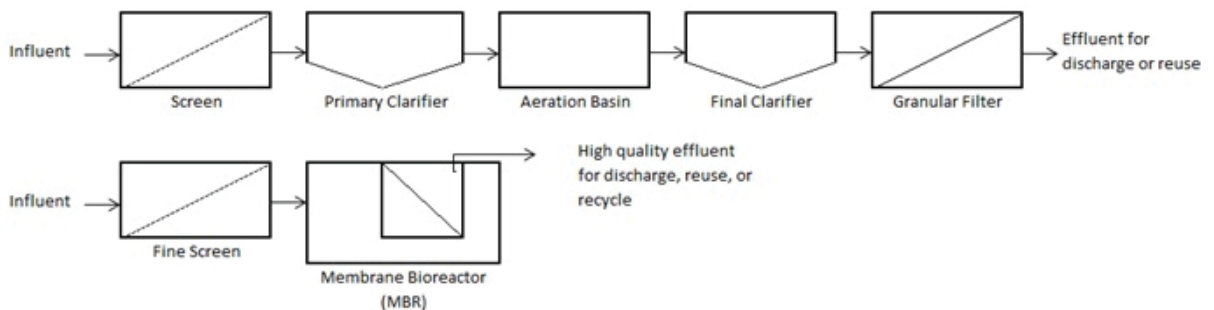 Influent
Screen
Primary Clarifier
Aeration Basin
Final Clarifier
Granular Filter
Effluent for
discharge or reuse
Influent
Fine Screen
Membrane Bioreactor
(MBR)
High quality effluent
for discharge, reuse, or
recycle